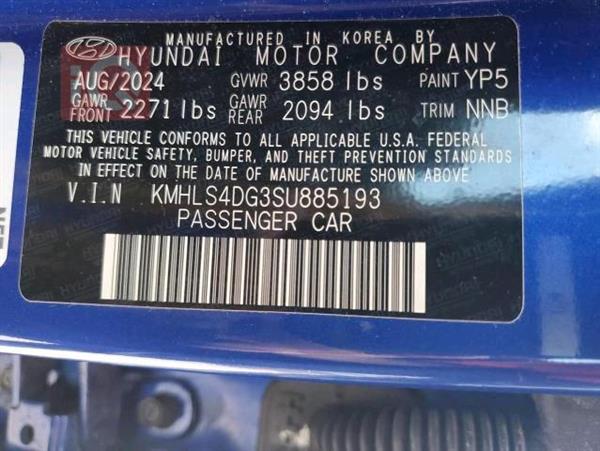 MANUFACTURED IN KOREA BY
HYUNDAI MOTOR COMPANY
AUG/2024 GVWR 3858 lbs PAINT YP5
GAWR FRONT 2271 lbs GAWR REAR 2094 lbs TRIM NNB
THIS VEHICLE CONFORMS TO ALL APPLICABLE U.S.A. FEDERAL
MOTOR VEHICLE SAFETY, BUMPER, AND THEFT PREVENTION STANDARDS
IN EFFECT ON THE DATE OF MANUFACTURE SHOWN ABOVE
V.I.N KMHLS4DG3SU885193
PASSENGER CAR